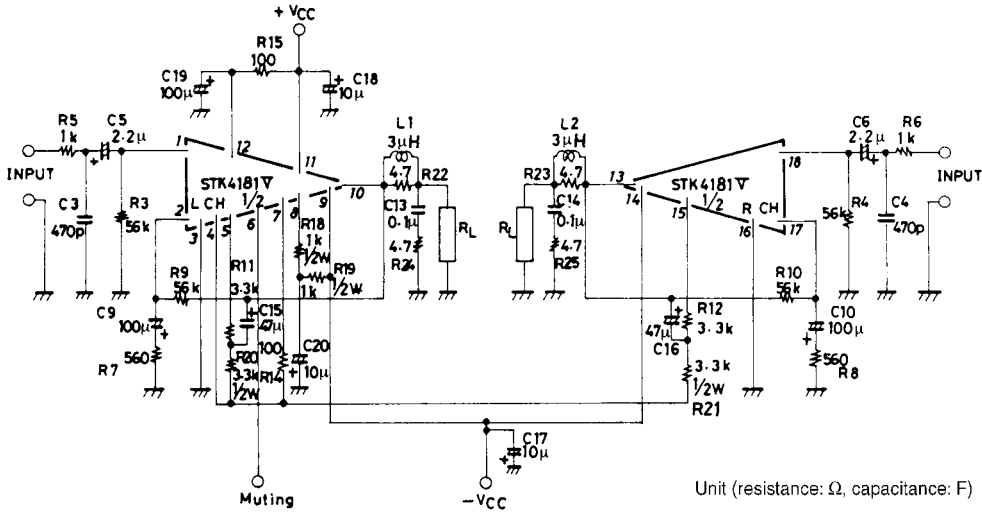 + VCC
R15
100
C19
100μ
C18
10μ
R5
1k
C5
2.2μ
1
12
11
INPUT
C3
470p
R3
56k
STK4181V
1/2
L CH
2
3
4
5
6
7
8
9
10
L1
3μH
4.7
R22
C13
0.1μ
4.7
R24
RL
L2
3μH
R23
4.7
C14
0.1μ
4.7
R25
RL
13
14
STK4181V
1/2
R CH
15
16
17
18
C6
2.2μ
R6
1k
INPUT
R4
56k
C4
470p
R18
1k
1/2W
R19
1k
1/2W
R9
56k
R11
3.3k
C9
100μ
R7
560
C15
47μ
R20
3.3k
1/2W
100
R14
C20
10μ
47μ
C16
R12
3.3k
3.3k
1/2W
R21
R10
56k
C10
100μ
560
R8
C17
10μ
Muting
–VCC
Unit (resistance: Ω, capacitance: F)